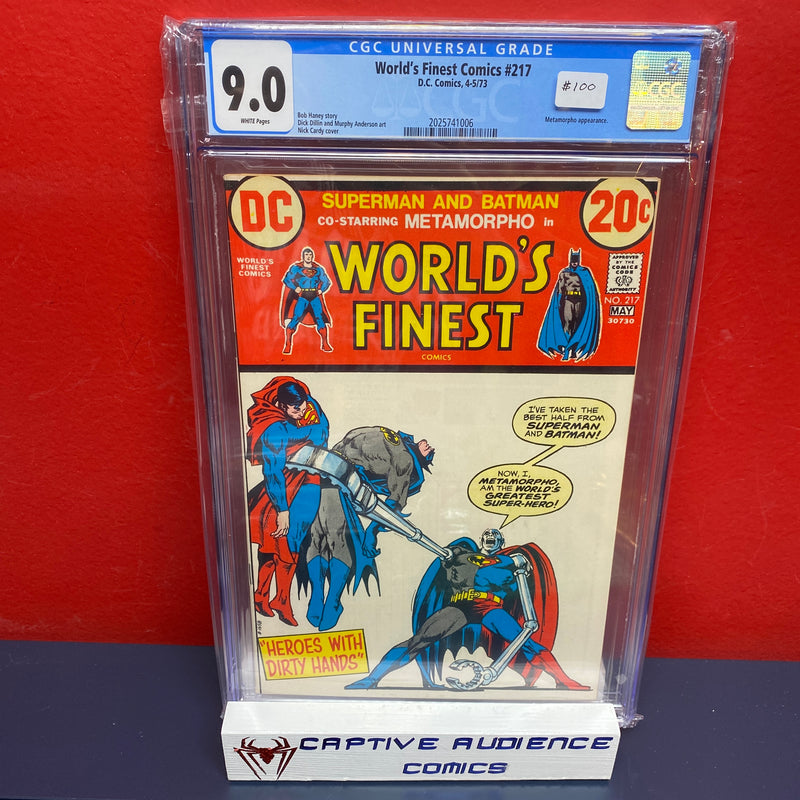 CGC UNIVERSAL GRADE
9.0
WHITE Pages
World's Finest Comics #217
D.C. Comics, 4-5/73
#100
CGC
Bob Haney story
Dick Dillin and Murphy Anderson art
Nick Cardy cover
2025741006
Metamorpho appearance.
DC
SUPERMAN AND BATMAN
CO-STARRING METAMORPHO in
20¢
WORLD'S
FINEST
COMICS
WORLD'S
FINEST
COMICS
APPROVED
BY THE
COMICS
CODE
AUTHORITY
NO. 217
MAY
30730
I'VE TAKEN THE
BEST HALF FROM
SUPERMAN
AND BATMAN!
NOW, I,
METAMORPHO,
AM THE WORLD'S
GREATEST
SUPER-HERO!
"HEROES WITH
DIRTY HANDS"
CAPTIVE AUDIENCE
COMICS